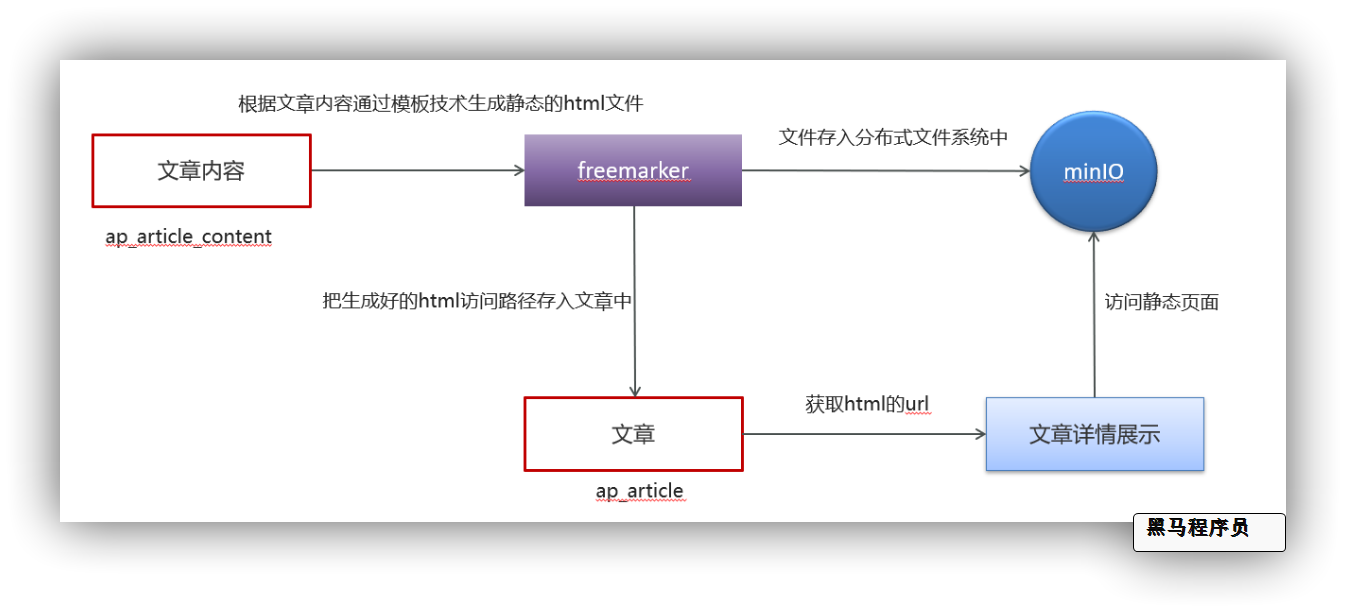 根据文章内容通过模板技术生成静态的html文件
文件存入分布式文件系统中
文章内容
freemarker
minIO
ap_article_content
把生成好的html访问路径存入文章中
访问静态页面
获取html的url
文章
文章详情展示
ap_article
黑马程序员